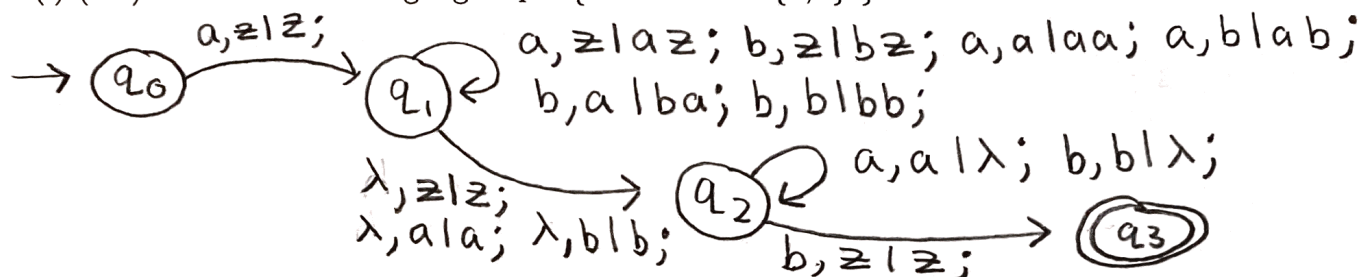 a,z|z;
a,z|az; b,z|bz; a,a|aa; a,b|ab;
q0
q1
b,a|ba; b,b|bb;
a,a|λ; b,b|λ;
λ,z|z;
q2
λ,a|a; λ,b|b;
q3
b,z|z;